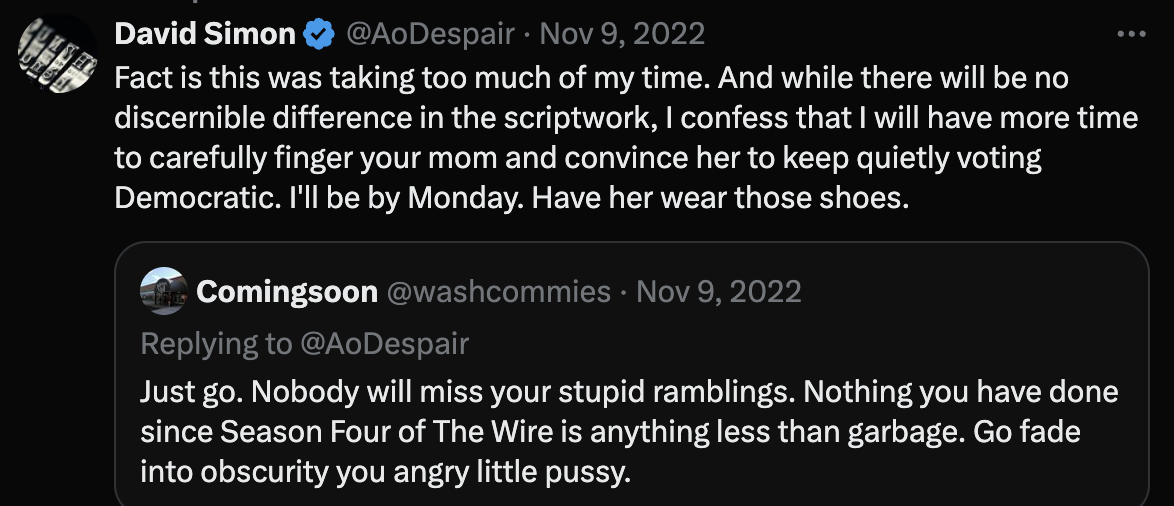 David Simon @AoDespair · Nov 9, 2022
Fact is this was taking too much of my time. And while there will be no
discernible difference in the scriptwork, I confess that I will have more time
to carefully finger your mom and convince her to keep quietly voting
Democratic. I'll be by Monday. Have her wear those shoes.
Comingsoon @washcommies · Nov 9, 2022
Replying to @AoDespair
Just go. Nobody will miss your stupid ramblings. Nothing you have done
since Season Four of The Wire is anything less than garbage. Go fade
into obscurity you angry little pussy.